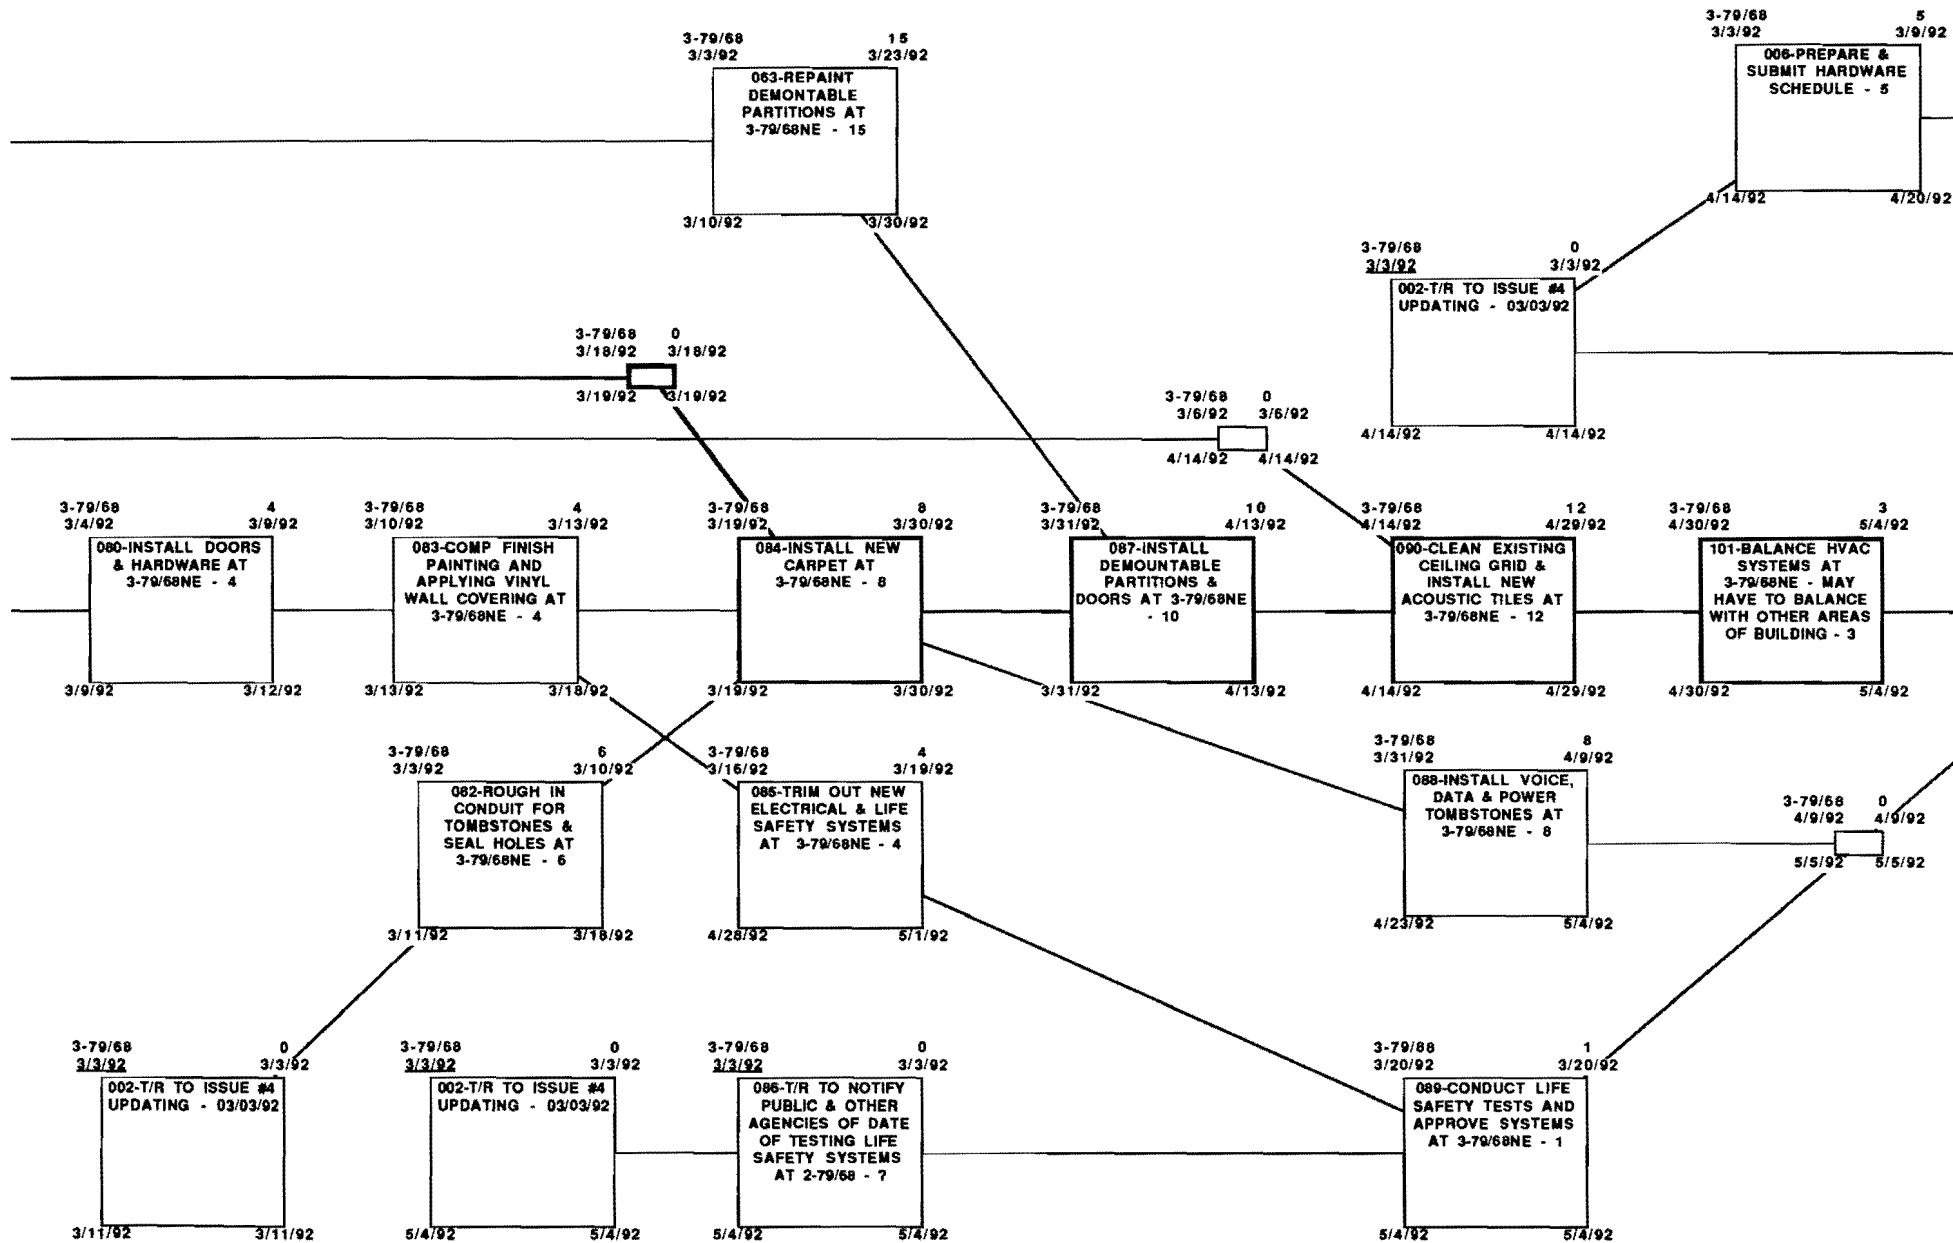 3-79/68 5
3/3/92 3/9/92
006-PREPARE &
SUBMIT HARDWARE
SCHEDULE - 5
4/14/92 4/20/92
3-79/68 15
3/3/92 3/23/92
063-REPAINT
DEMONTABLE
PARTITIONS AT
3-79/68NE - 15
3/10/92 3/30/92
3-79/68 0
3/3/92 3/3/92
002-T/R TO ISSUE #4
UPDATING - 03/03/92
4/14/92 4/14/92
3-79/68 0
3/18/92 3/18/92
3/19/92 3/19/92
3-79/68 0
3/6/92 3/6/92
4/14/92 4/14/92
3-79/68 4
3/4/92 3/9/92
080-INSTALL DOORS
& HARDWARE AT
3-79/68NE - 4
3/9/92 3/12/92
3-79/68 4
3/10/92 3/13/92
083-COMP FINISH
PAINTING AND
APPLYING VINYL
WALL COVERING AT
3-79/68NE - 4
3/13/92 3/18/92
3-79/68 8
3/19/92 3/30/92
084-INSTALL NEW
CARPET AT
3-79/68NE - 8
3/19/92 3/30/92
3-79/68 10
3/31/92 4/13/92
087-INSTALL
DEMOUNTABLE
PARTITIONS &
DOORS AT 3-79/68NE
- 10
3/31/92 4/13/92
3-79/68 12
4/14/92 4/29/92
090-CLEAN EXISTING
CEILING GRID &
INSTALL NEW
ACOUSTIC TILES AT
3-79/68NE - 12
4/14/92 4/29/92
3-79/68 3
4/30/92 5/4/92
101-BALANCE HVAC
SYSTEMS AT
3-79/68NE - MAY
HAVE TO BALANCE
WITH OTHER AREAS
OF BUILDING - 3
4/30/92 5/4/92
3-79/68 6
3/3/92 3/10/92
082-ROUGH IN
CONDUIT FOR
TOMBSTONES &
SEAL HOLES AT
3-79/68NE - 6
3/11/92 3/18/92
3-79/68 4
3/16/92 3/19/92
085-TRIM OUT NEW
ELECTRICAL & LIFE
SAFETY SYSTEMS
AT 3-79/68NE - 4
4/28/92 5/1/92
3-79/68 8
3/31/92 4/9/92
088-INSTALL VOICE,
DATA & POWER
TOMBSTONES AT
3-79/68NE - 8
4/23/92 5/4/92
3-79/68 0
4/9/92 4/9/92
5/5/92 5/5/92
3-79/68 0
3/3/92 3/3/92
002-T/R TO ISSUE #4
UPDATING - 03/03/92
3/11/92 3/11/92
3-79/68 0
3/3/92 3/3/92
002-T/R TO ISSUE #4
UPDATING - 03/03/92
5/4/92 5/4/92
3-79/68 0
3/3/92 3/3/92
086-T/R TO NOTIFY
PUBLIC & OTHER
AGENCIES OF DATE
OF TESTING LIFE
SAFETY SYSTEMS
AT 2-79/68 - ?
5/4/92 5/4/92
3-79/68 1
3/20/92 3/20/92
089-CONDUCT LIFE
SAFETY TESTS AND
APPROVE SYSTEMS
AT 3-79/68NE - 1
5/4/92 5/4/92